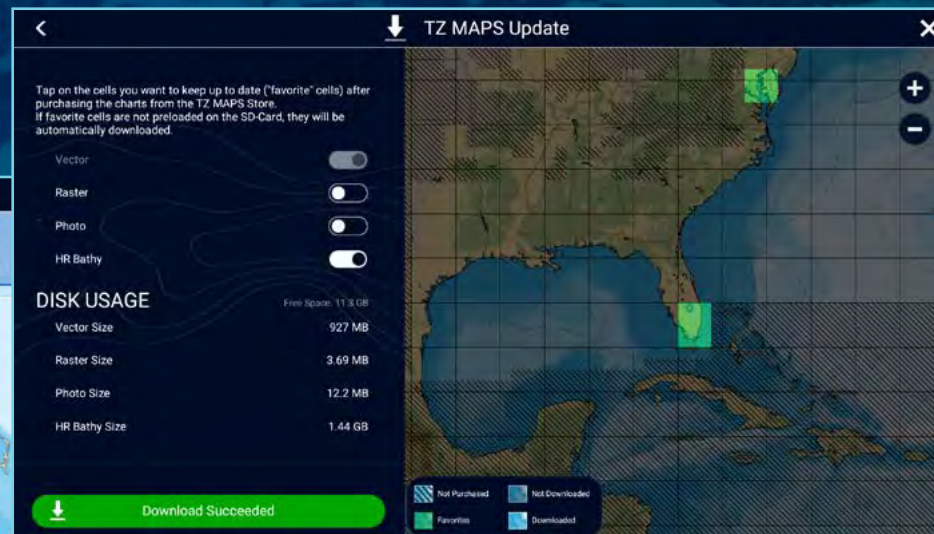 TZ MAPS Update
Tap on the cells you want to keep up to date ("favorite" cells) after
purchasing the charts from the TZ MAPS Store.
If favorite cells are not preloaded on the SD-Card, they will be
automatically downloaded.
Vector
Raster
Photo
HR Bathy
DISK USAGE
Free Space: 11.3 GB
Vector Size
927 MB
Raster Size
3.69 MB
Photo Size
12.2 MB
HR Bathy Size
1.44 GB
Download Succeeded
Not Purchased
Not Downloaded
Favorites
Downloaded